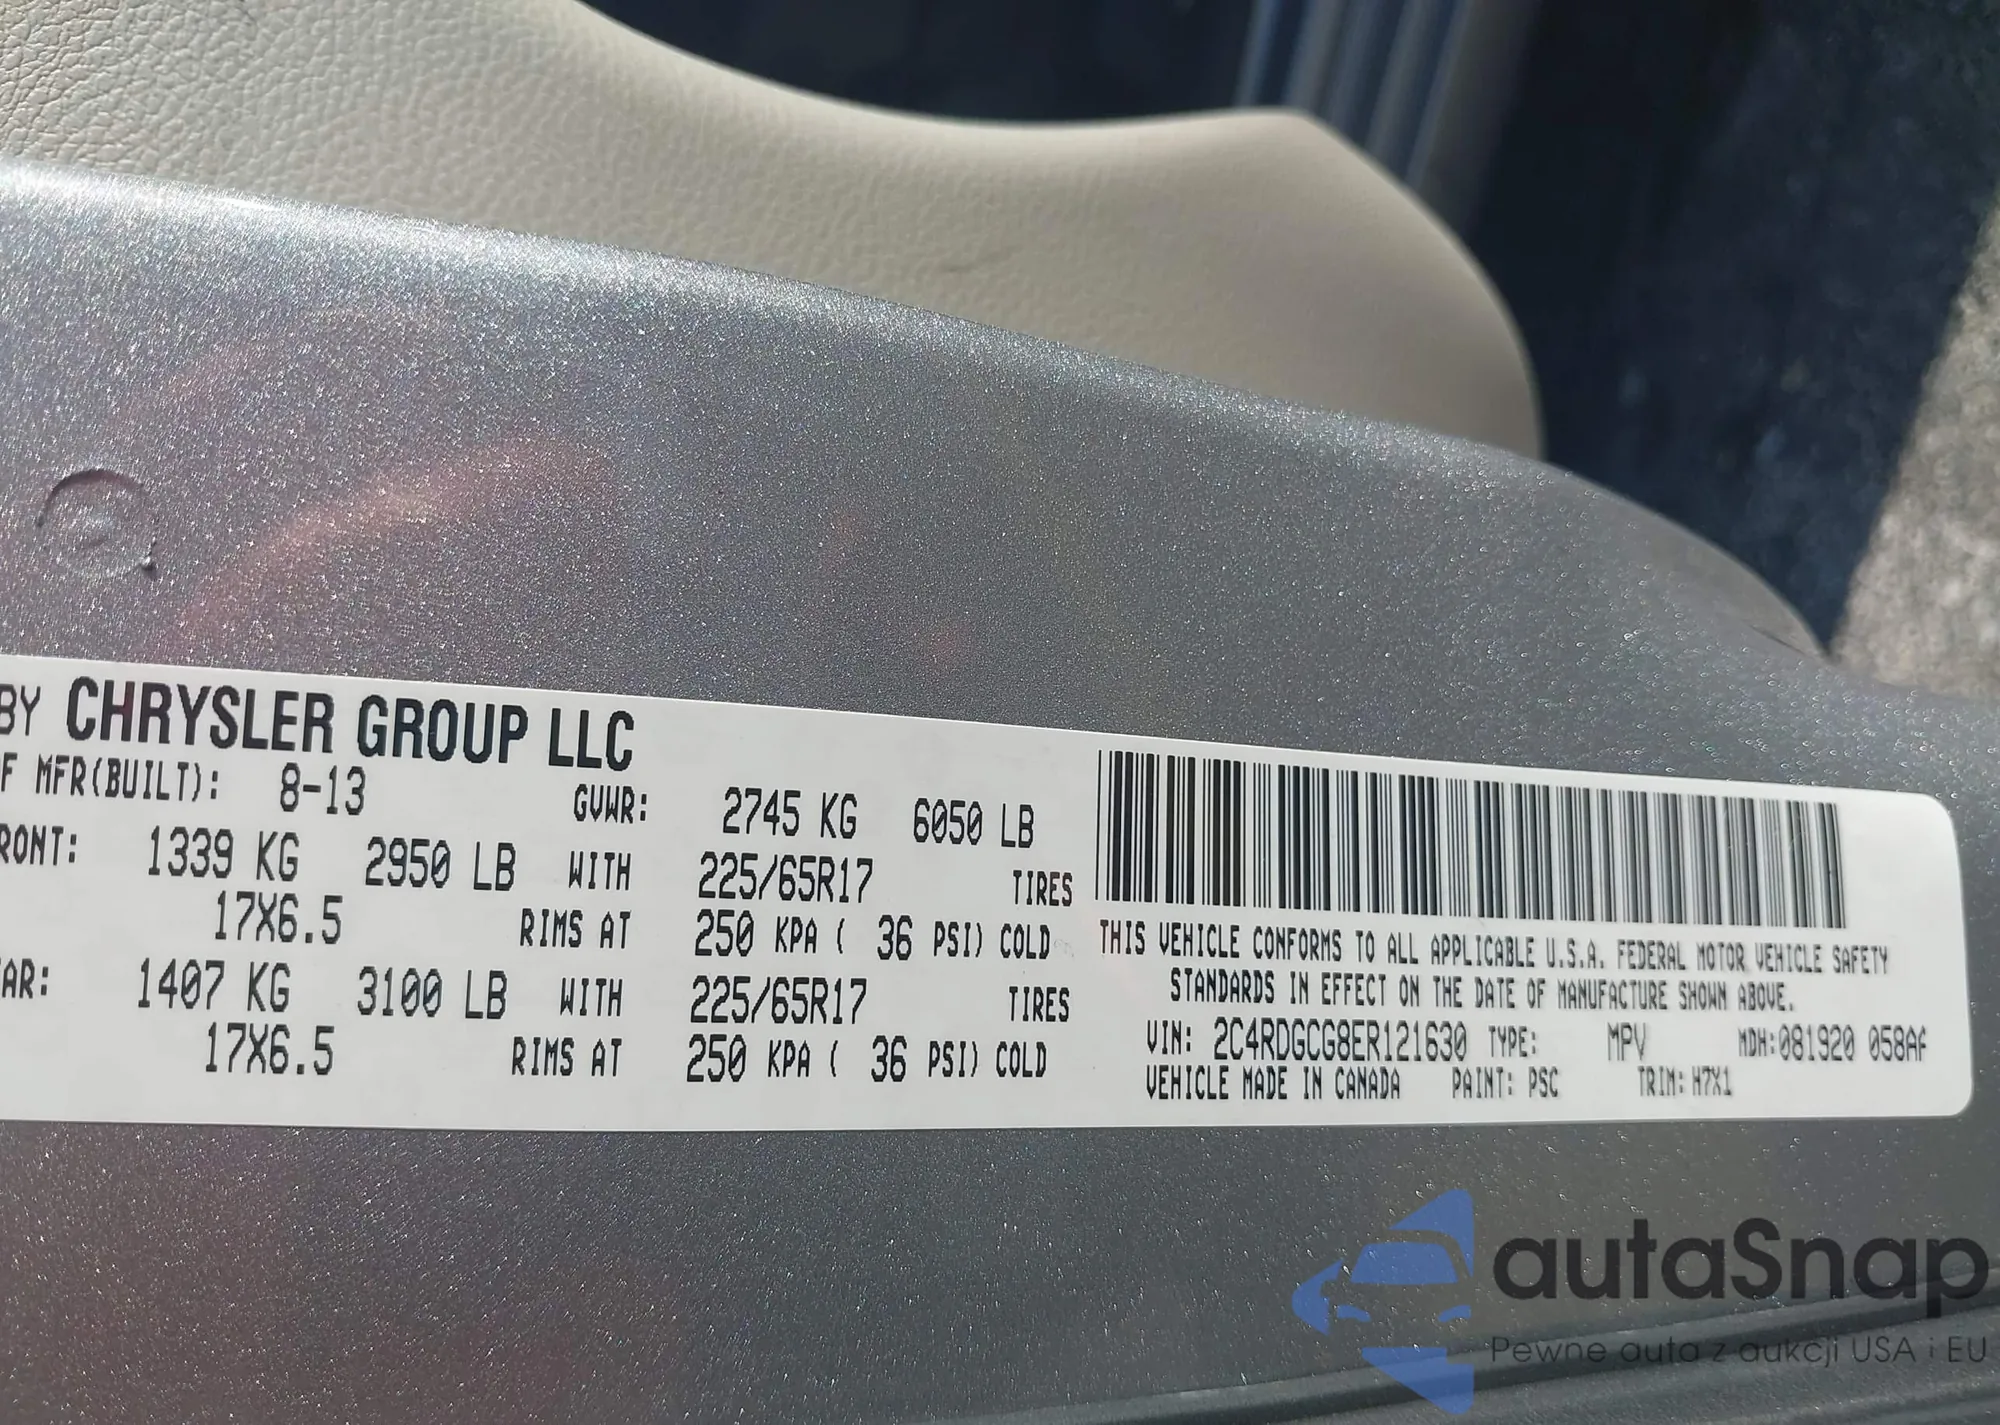 BY CHRYSLER GROUP LLC
F MFR(BUILT): 8-13 GVWR: 2745 KG 6050 LB
RONT: 1339 KG 2950 LB WITH 225/65R17 TIRES
17X6.5 RIMS AT 250 KPA ( 36 PSI) COLD
AR: 1407 KG 3100 LB WITH 225/65R17 TIRES
17X6.5 RIMS AT 250 KPA ( 36 PSI) COLD
THIS VEHICLE CONFORMS TO ALL APPLICABLE U.S.A. FEDERAL MOTOR VEHICLE SAFETY
STANDARDS IN EFFECT ON THE DATE OF MANUFACTURE SHOWN ABOVE.
VIN: 2C4RDGCG8ER121630 TYPE: MPV MDH:081920 058AF
VEHICLE MADE IN CANADA PAINT: PSC TRIM: H7X1
autaSnap
Pewne auta z aukcji USA i EU